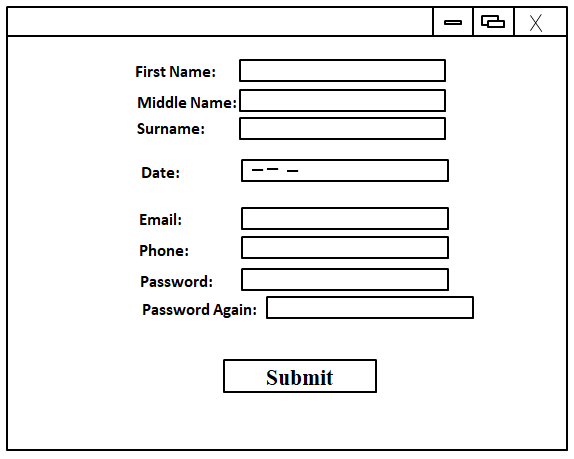 X
First Name:
Middle Name:
Surname:
Date:
Email:
Phone:
Password:
Password Again:
Submit